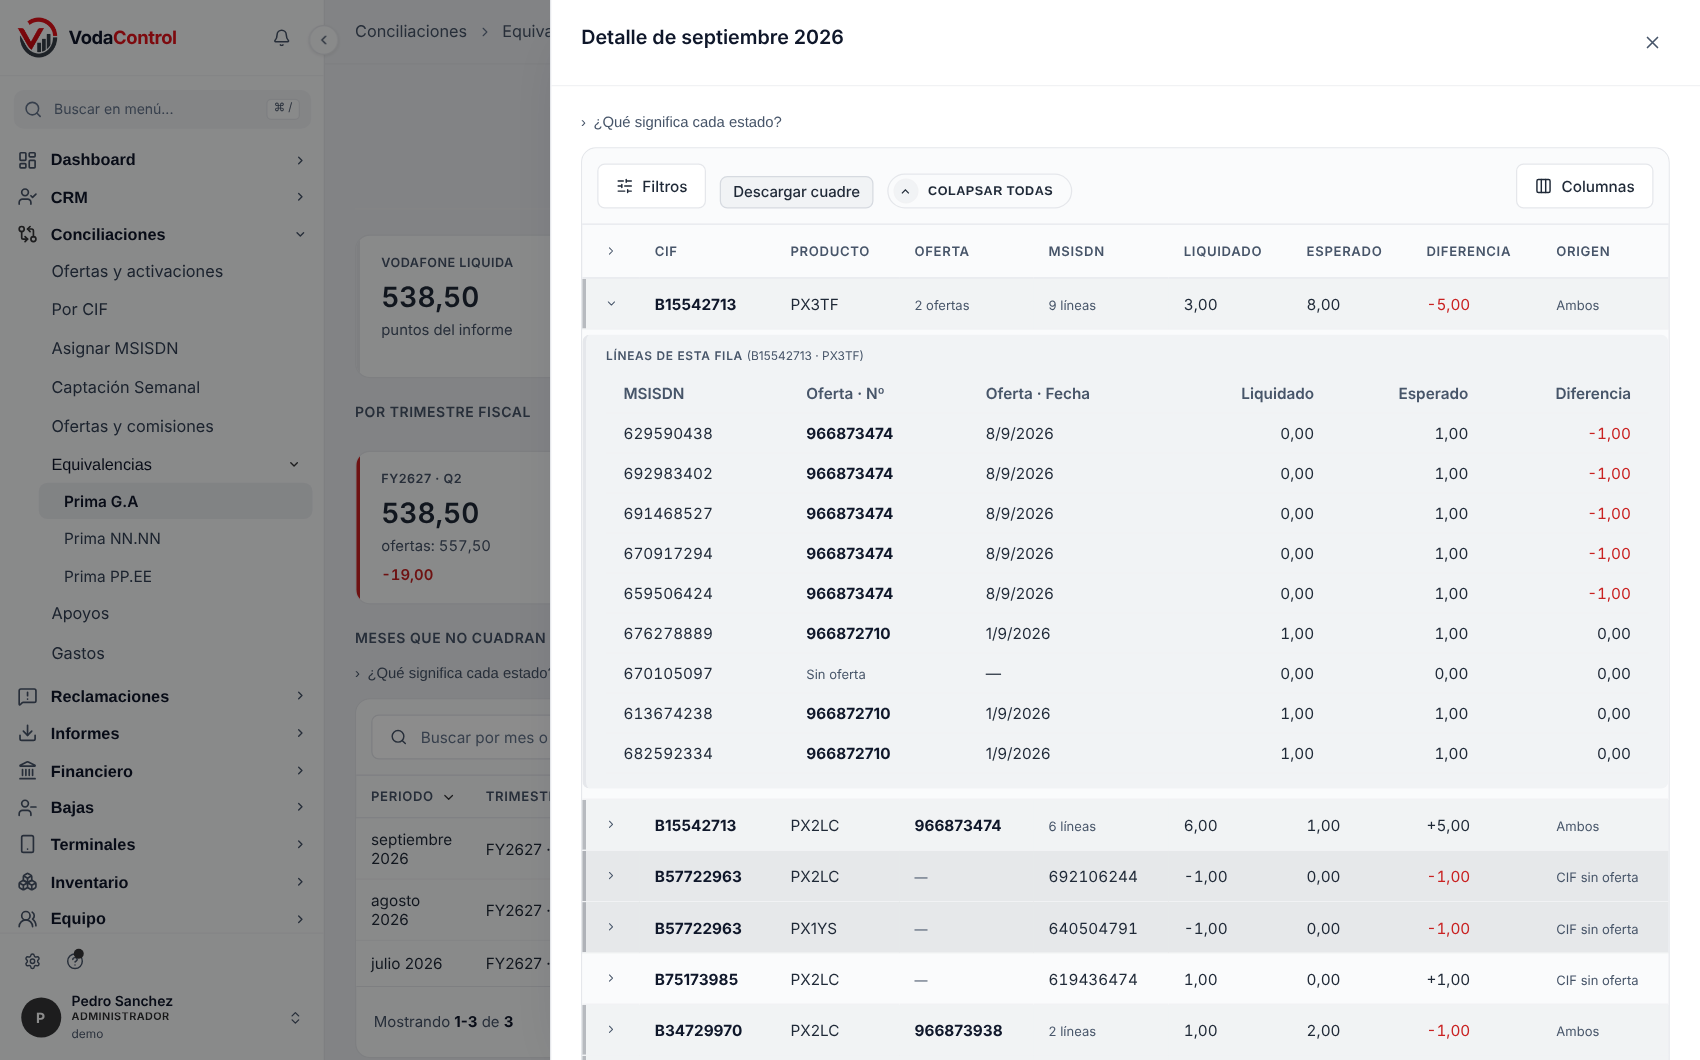 VodaControl
Buscar en menú...
⌘ /
Dashboard
CRM
Conciliaciones
Ofertas y activaciones
Por CIF
Asignar MSISDN
Captación Semanal
Ofertas y comisiones
Equivalencias
Prima G.A
Prima NN.NN
Prima PP.EE
Apoyos
Gastos
Reclamaciones
Informes
Financiero
Bajas
Terminales
Inventario
Equipo
P
Pedro Sanchez
ADMINISTRADOR
demo
Conciliaciones › Equiva
VODAFONE LIQUIDA
538,50
puntos del informe
POR TRIMESTRE FISCAL
FY2627 · Q2
538,50
ofertas: 557,50
-19,00
MESES QUE NO CUADRAN
› ¿Qué significa cada estado?
Buscar por mes o
PERIODO TRIMEST
septiembre 2026 FY2627 ·
agosto 2026 FY2627 ·
julio 2026 FY2627 ·
Mostrando 1-3 de 3
Detalle de septiembre 2026
› ¿Qué significa cada estado?
Filtros Descargar cuadre COLAPSAR TODAS Columnas
CIF PRODUCTO OFERTA MSISDN LIQUIDADO ESPERADO DIFERENCIA ORIGEN
B15542713 PX3TF 2 ofertas 9 líneas 3,00 8,00 -5,00 Ambos
LÍNEAS DE ESTA FILA (B15542713 · PX3TF)
MSISDN Oferta · Nº Oferta · Fecha Liquidado Esperado Diferencia
629590438 966873474 8/9/2026 0,00 1,00 -1,00
692983402 966873474 8/9/2026 0,00 1,00 -1,00
691468527 966873474 8/9/2026 0,00 1,00 -1,00
670917294 966873474 8/9/2026 0,00 1,00 -1,00
659506424 966873474 8/9/2026 0,00 1,00 -1,00
676278889 966872710 1/9/2026 1,00 1,00 0,00
670105097 Sin oferta — 0,00 0,00 0,00
613674238 966872710 1/9/2026 1,00 1,00 0,00
682592334 966872710 1/9/2026 1,00 1,00 0,00
B15542713 PX2LC 966873474 6 líneas 6,00 1,00 +5,00 Ambos
B57722963 PX2LC — 692106244 -1,00 0,00 -1,00 CIF sin oferta
B57722963 PX1YS — 640504791 -1,00 0,00 -1,00 CIF sin oferta
B75173985 PX2LC — 619436474 1,00 0,00 +1,00 CIF sin oferta
B34729970 PX2LC 966873938 2 líneas 1,00 2,00 -1,00 Ambos